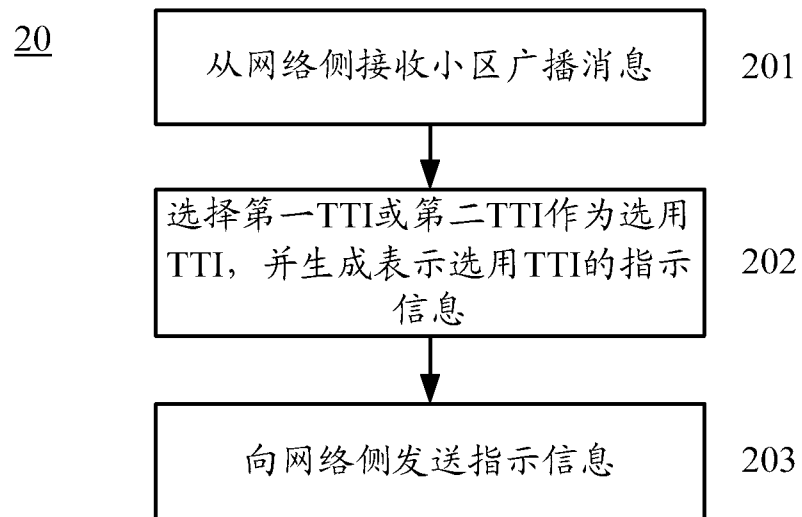 20
从网络侧接收小区广播消息
201
选择第一TTI或第二TTI作为选用
TTI，并生成表示选用TTI的指示
信息
202
向网络侧发送指示信息
203